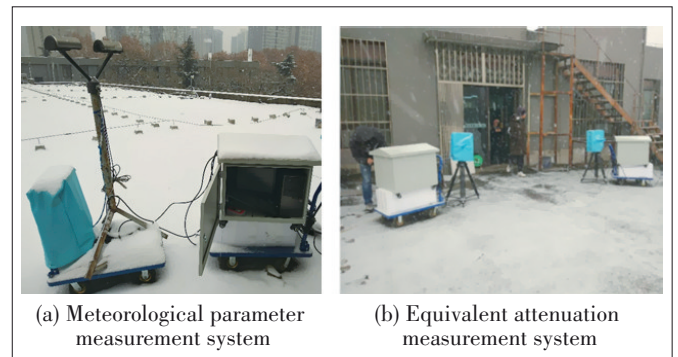 (a) Meteorological parameter
measurement system
(b) Equivalent attenuation
measurement system